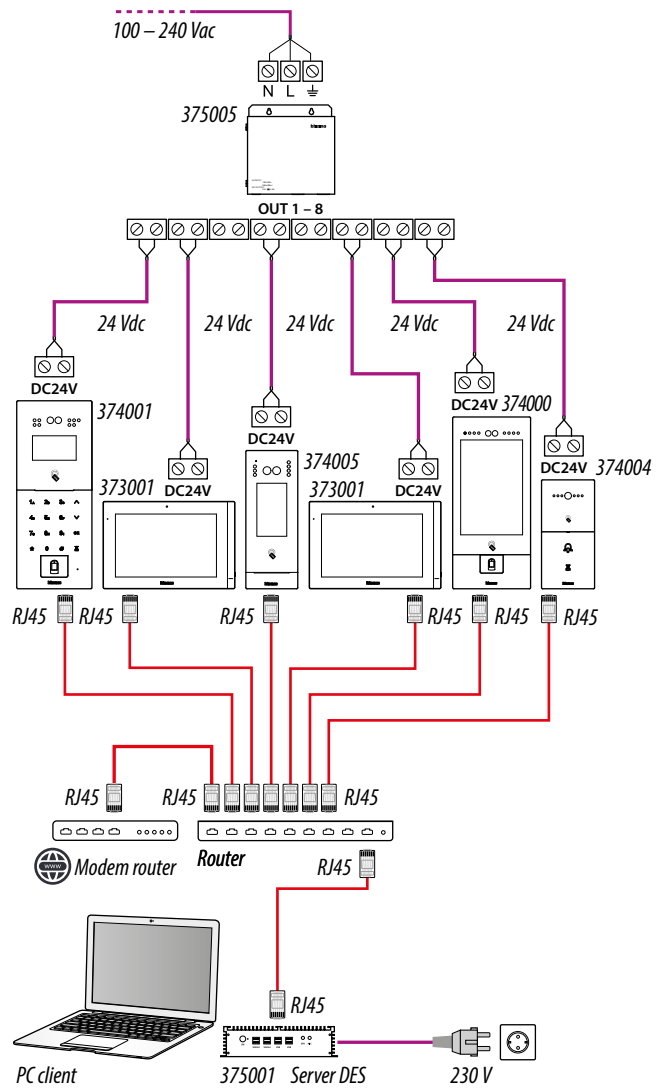 100 – 240 Vac
N L
375005
OUT 1 – 8
24 Vdc 24 Vdc 24 Vdc 24 Vdc 24 Vdc
DC24V
374001
DC24V 374000
DC24V
374005
DC24V 374004
373001 DC24V
373001 DC24V
RJ45 RJ45 RJ45 RJ45 RJ45 RJ45
RJ45 RJ45 RJ45
Modem router
WWW
Router
RJ45
RJ45
PC client
375001 Server DES
230 V